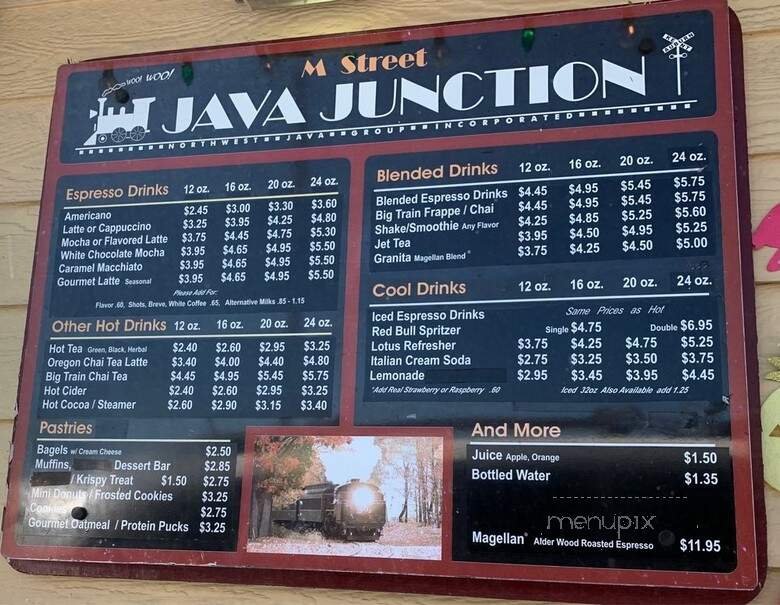 WOO! WOO!
M Street
JAVA JUNCTION
NORTHWEST JAVA GROUP INCORPORATED
Espresso Drinks 12 oz. 16 oz. 20 oz. 24 oz.
Americano $2.45 $3.00 $3.30 $3.60
Latte or Cappuccino $3.25 $3.95 $4.25 $4.80
Mocha or Flavored Latte $3.75 $4.45 $4.75 $5.30
White Chocolate Mocha $3.95 $4.65 $4.95 $5.50
Caramel Macchiato $3.95 $4.65 $4.95 $5.50
Gourmet Latte Seasonal $3.95 $4.65 $4.95 $5.50
Please Add For:
Flavor .60, Shots, Breve, White Coffee .65, Alternative Milks .85 - 1.15
Other Hot Drinks 12 oz. 16 oz. 20 oz. 24 oz.
Hot Tea Green, Black, Herbal $2.40 $2.60 $2.95 $3.25
Oregon Chai Tea Latte $3.40 $4.00 $4.40 $4.80
Big Train Chai Tea $4.45 $4.95 $5.45 $5.75
Hot Cider $2.40 $2.60 $2.95 $3.25
Hot Cocoa / Steamer $2.60 $2.90 $3.15 $3.40
Pastries
Bagels w/ Cream Cheese $2.50
Muffins, Dessert Bar $2.85
/ Krispy Treat $1.50 $2.75
Mini Donuts / Frosted Cookies $3.25
Cookies $2.75
Gourmet Oatmeal / Protein Pucks $3.25
Blended Drinks 12 oz. 16 oz. 20 oz. 24 oz.
Blended Espresso Drinks $4.45 $4.95 $5.45 $5.75
Big Train Frappe / Chai $4.45 $4.95 $5.45 $5.75
Shake/Smoothie Any Flavor $4.25 $4.85 $5.25 $5.60
Jet Tea $3.95 $4.50 $4.95 $5.25
Granita Magellan Blend® $3.75 $4.25 $4.50 $5.00
Cool Drinks 12 oz. 16 oz. 20 oz. 24 oz.
Iced Espresso Drinks Same Prices as Hot
Red Bull Spritzer Single $4.75 Double $6.95
Lotus Refresher $3.75 $4.25 $4.75 $5.25
Italian Cream Soda $2.75 $3.25 $3.50 $3.75
Lemonade $2.95 $3.45 $3.95 $4.45
*Add Real Strawberry or Raspberry .60 Iced 32oz Also Available add 1.25
And More
Juice Apple, Orange $1.50
Bottled Water $1.35
menupix
Magellan® Alder Wood Roasted Espresso $11.95